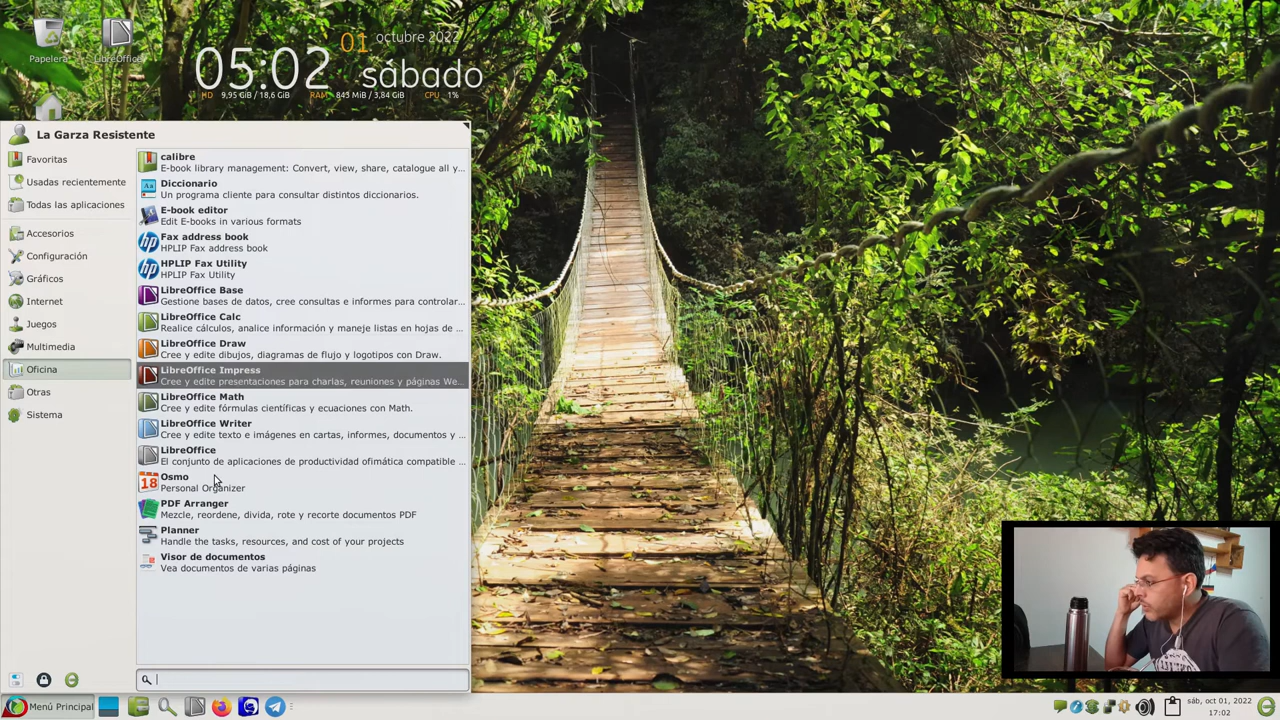 Papelera
LibreOffice
05:02
01
octubre 2022
sábado
HD 9,95 GiB / 18,6 GiB RAM 843 MiB / 3,84 GiB CPU 1%
La Garza Resistente
Favoritas
Usadas recientemente
Todas las aplicaciones
Accesorios
Configuración
Gráficos
Internet
Juegos
Multimedia
Oficina
Otras
Sistema
calibre
E-book library management: Convert, view, share, catalogue all y...
Diccionario
Un programa cliente para consultar distintos diccionarios.
E-book editor
Edit E-books in various formats
Fax address book
HPLIP Fax address book
HPLIP Fax Utility
HPLIP Fax Utility
LibreOffice Base
Gestione bases de datos, cree consultas e informes para controlar...
LibreOffice Calc
Realice cálculos, analice información y maneje listas en hojas de ...
LibreOffice Draw
Cree y edite dibujos, diagramas de flujo y logotipos con Draw.
LibreOffice Impress
Cree y edite presentaciones para charlas, reuniones y páginas We...
LibreOffice Math
Cree y edite fórmulas científicas y ecuaciones con Math.
LibreOffice Writer
Cree y edite texto e imágenes en cartas, informes, documentos y ...
LibreOffice
El conjunto de aplicaciones de productividad ofimática compatible ...
Osmo
Personal Organizer
PDF Arranger
Mezcle, reordene, divida, rote y recorte documentos PDF
Planner
Handle the tasks, resources, and cost of your projects
Visor de documentos
Vea documentos de varias páginas
Menú Principal
sáb, oct 01, 2022
17:02